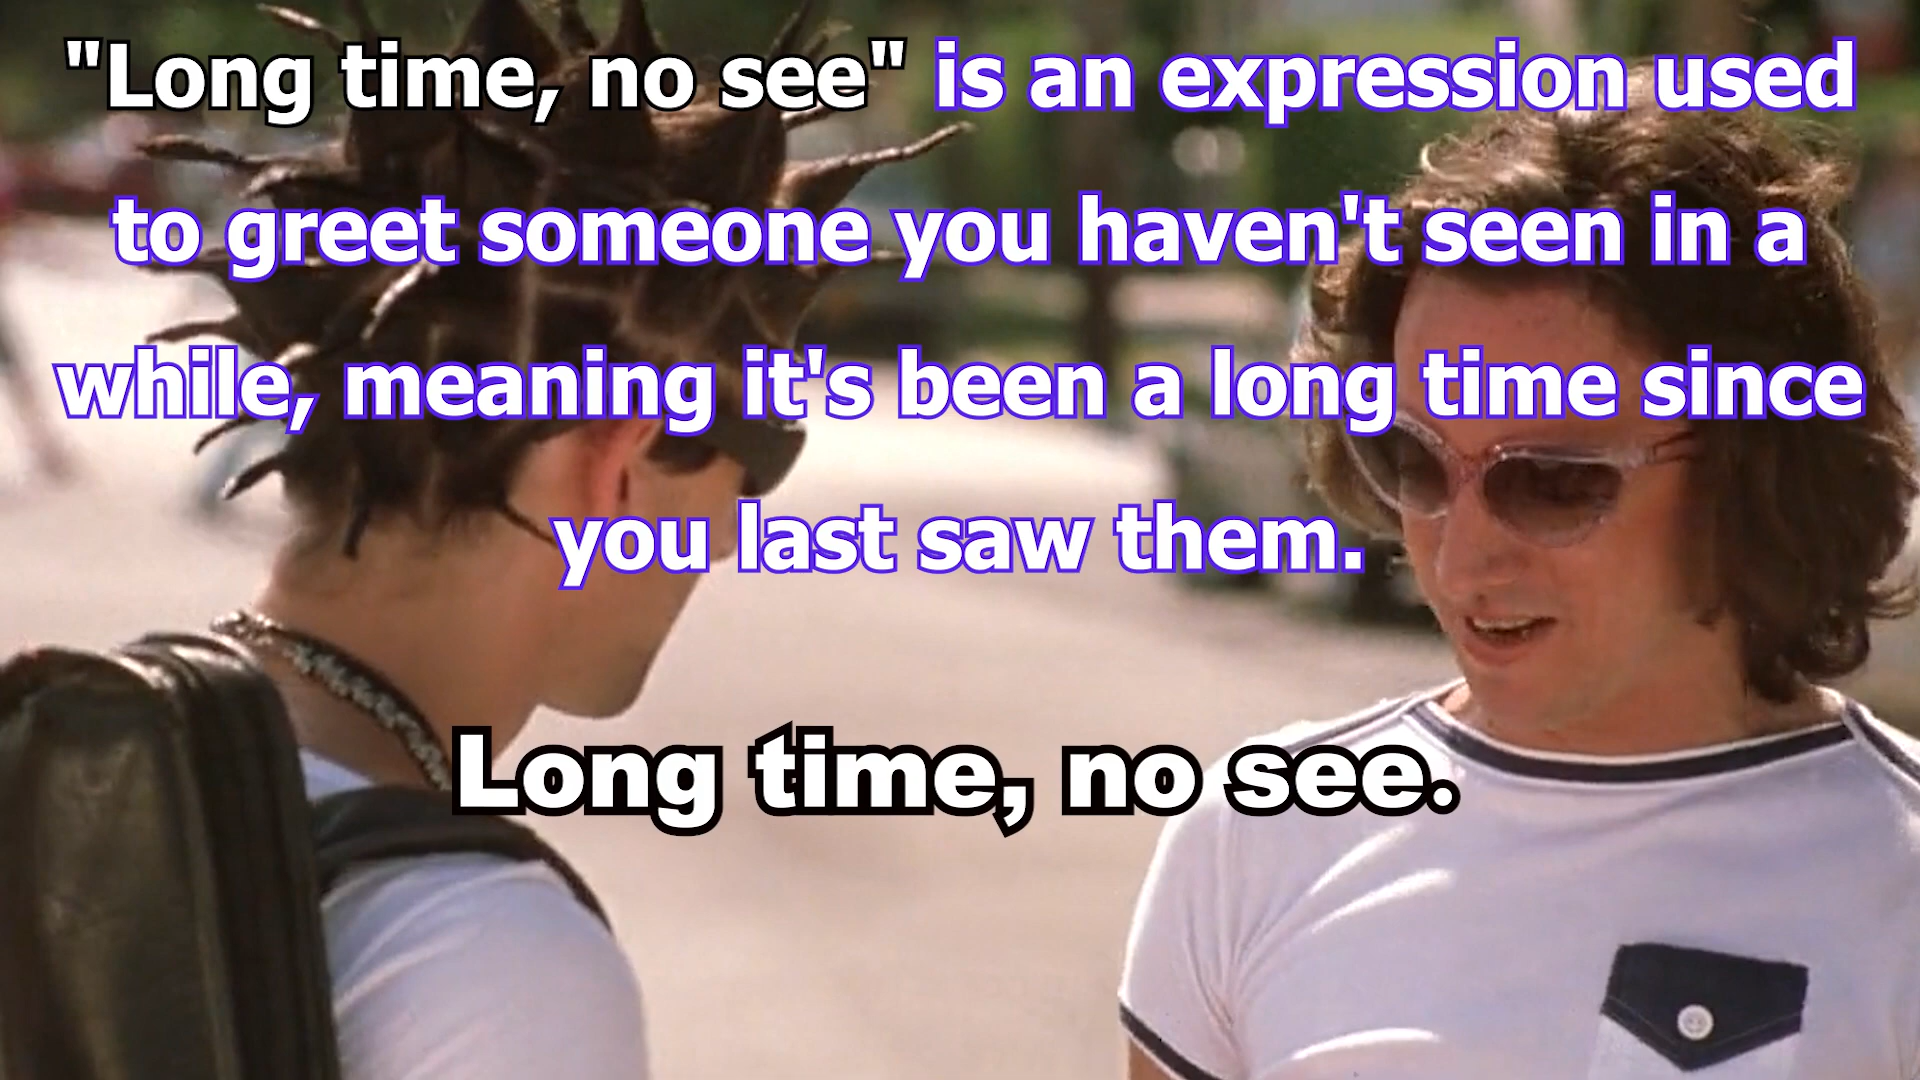 "Long time, no see" is an expression used
to greet someone you haven't seen in a
while, meaning it's been a long time since
you last saw them.
Long time, no see.